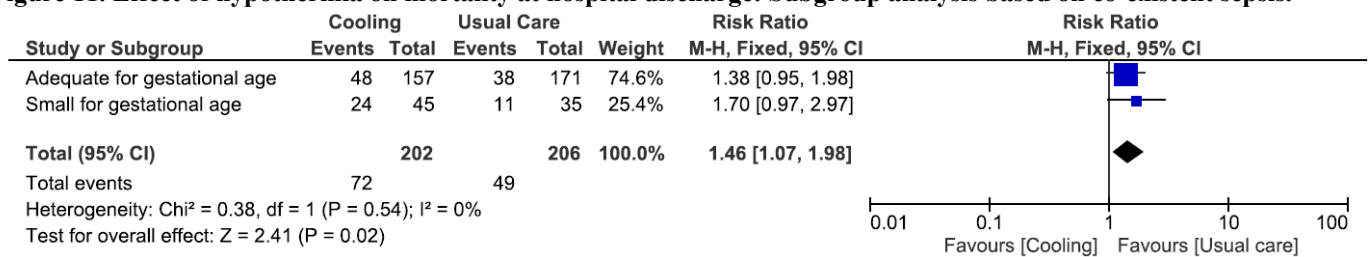 Figure 11. Effect of hypothermia on mortality at hospital discharge. Subgroup analysis based on co-existent sepsis.
Cooling Usual Care Risk Ratio Risk Ratio
Study or Subgroup Events Total Events Total Weight M-H, Fixed, 95% CI M-H, Fixed, 95% CI
Adequate for gestational age 48 157 38 171 74.6% 1.38 [0.95, 1.98]
Small for gestational age 24 45 11 35 25.4% 1.70 [0.97, 2.97]
Total (95% CI) 202 206 100.0% 1.46 [1.07, 1.98]
Total events 72 49
Heterogeneity: Chi² = 0.38, df = 1 (P = 0.54); I² = 0%
Test for overall effect: Z = 2.41 (P = 0.02)
0.01 0.1 1 10 100
Favours [Cooling] Favours [Usual care]